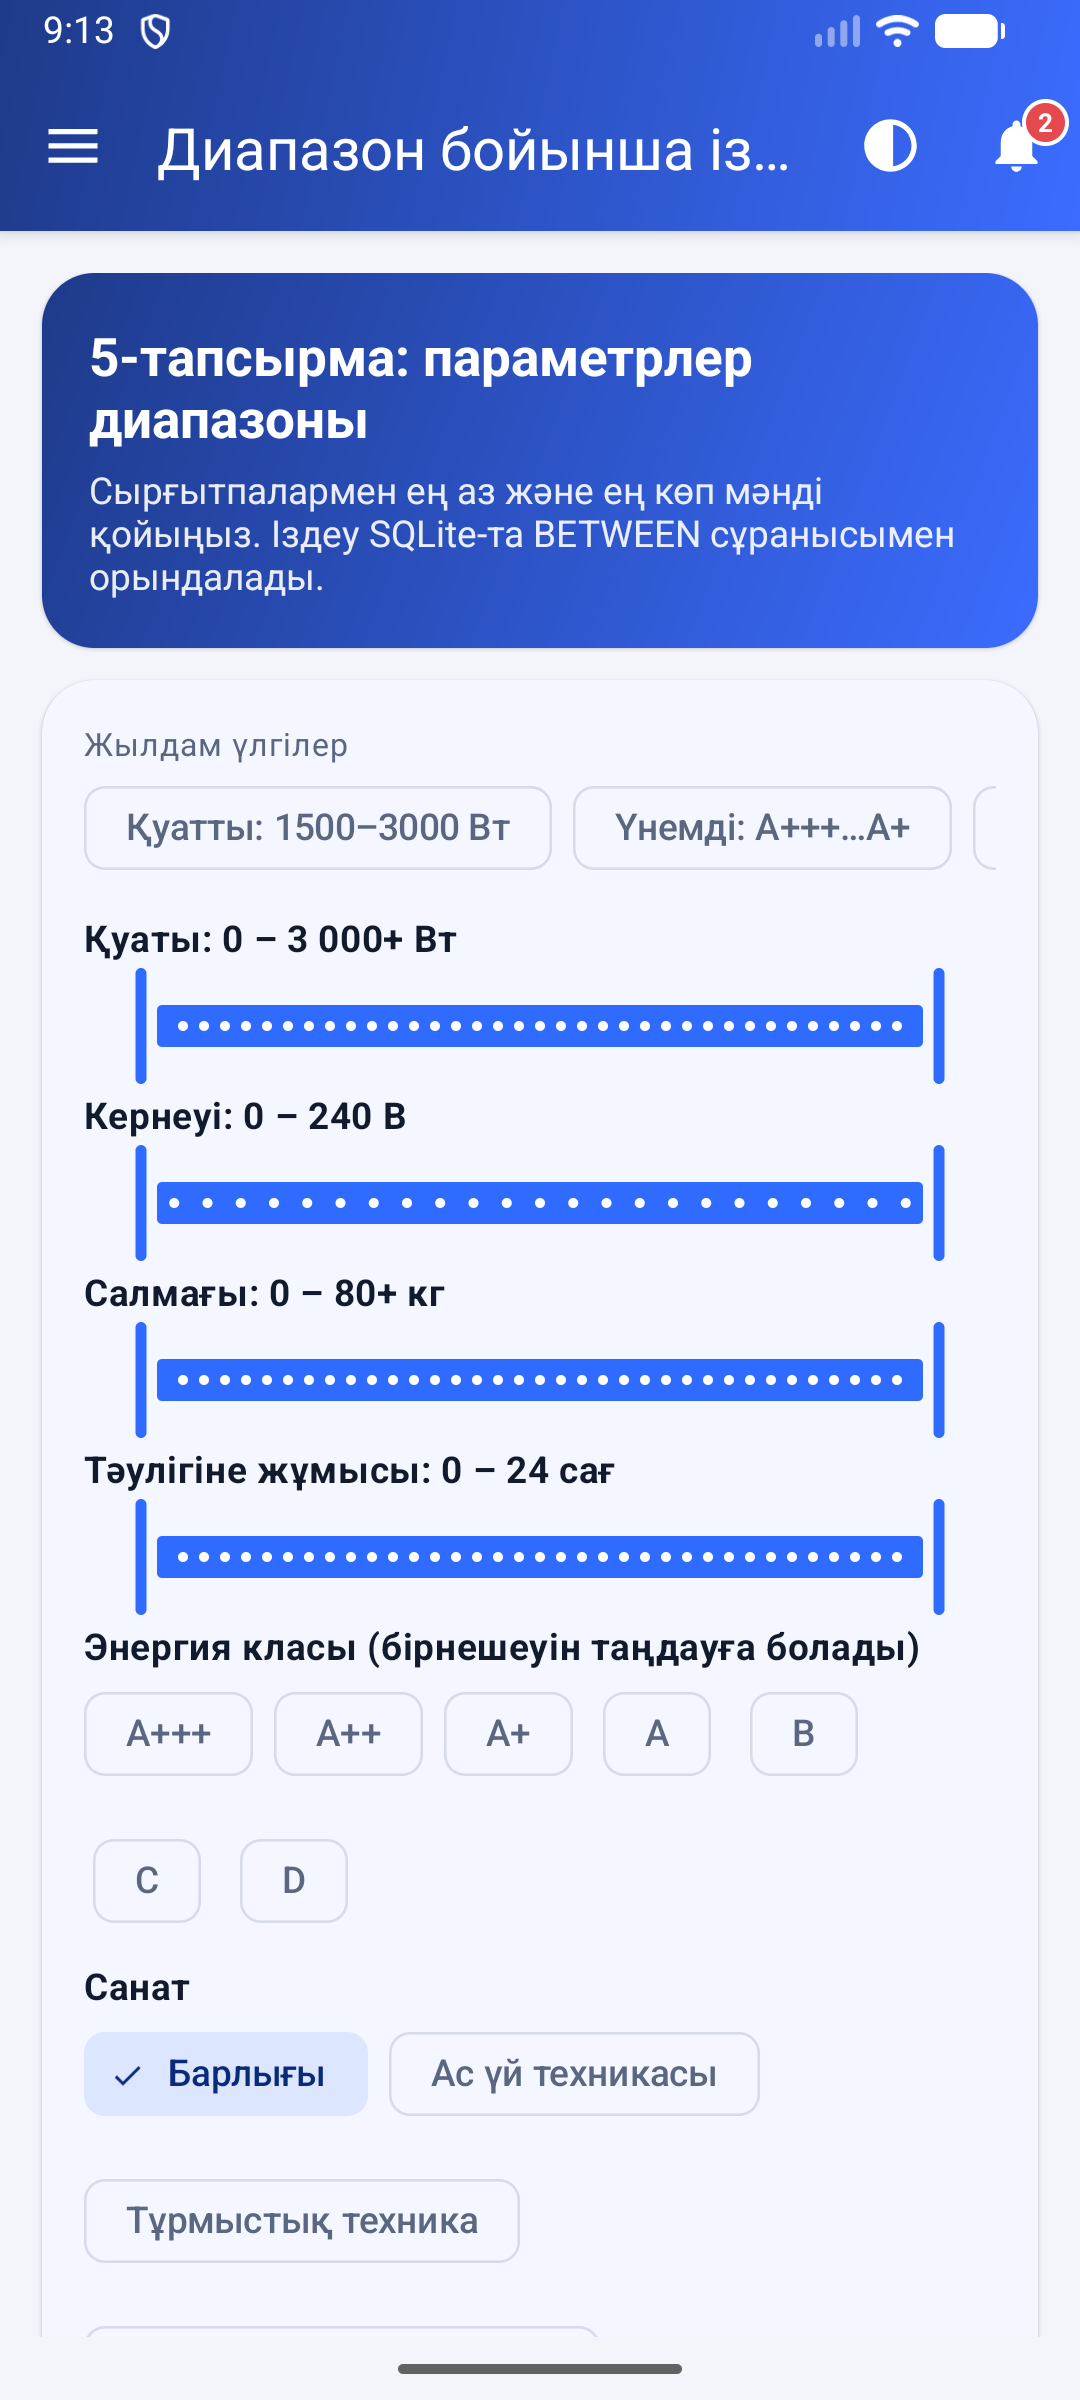 9:13
Диапазон бойынша із...
2
5-тапсырма: параметрлер
диапазоны
Сырғытпалармен ең аз және ең көп мәнді
қойыңыз. Іздеу SQLite-та BETWEEN сұранысымен
орындалады.
Жылдам үлгілер
Қуатты: 1500–3000 Вт
Үнемді: A+++...A+
Қуаты: 0 – 3 000+ Вт
Кернеуі: 0 – 240 В
Салмағы: 0 – 80+ кг
Тәулігіне жұмысы: 0 – 24 сағ
Энергия класы (бірнешеуін таңдауға болады)
A+++ A++ A+ A B
C D
Санат
Барлығы Ас үй техникасы
Тұрмыстық техника